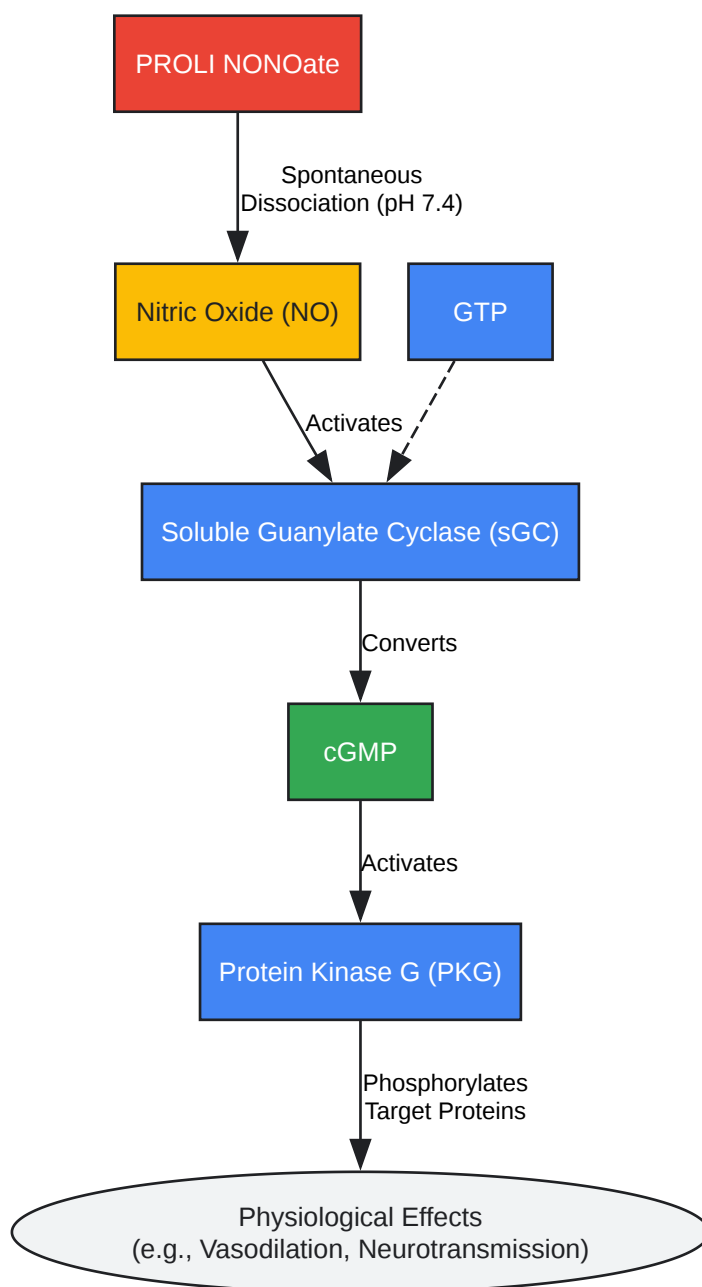 PROLI NONOate
Spontaneous
Dissociation (pH 7.4)
Nitric Oxide (NO)
GTP
Activates
Soluble Guanylate Cyclase (sGC)
Converts
cGMP
Activates
Protein Kinase G (PKG)
Phosphorylates
Target Proteins
Physiological Effects
(e.g., Vasodilation, Neurotransmission)